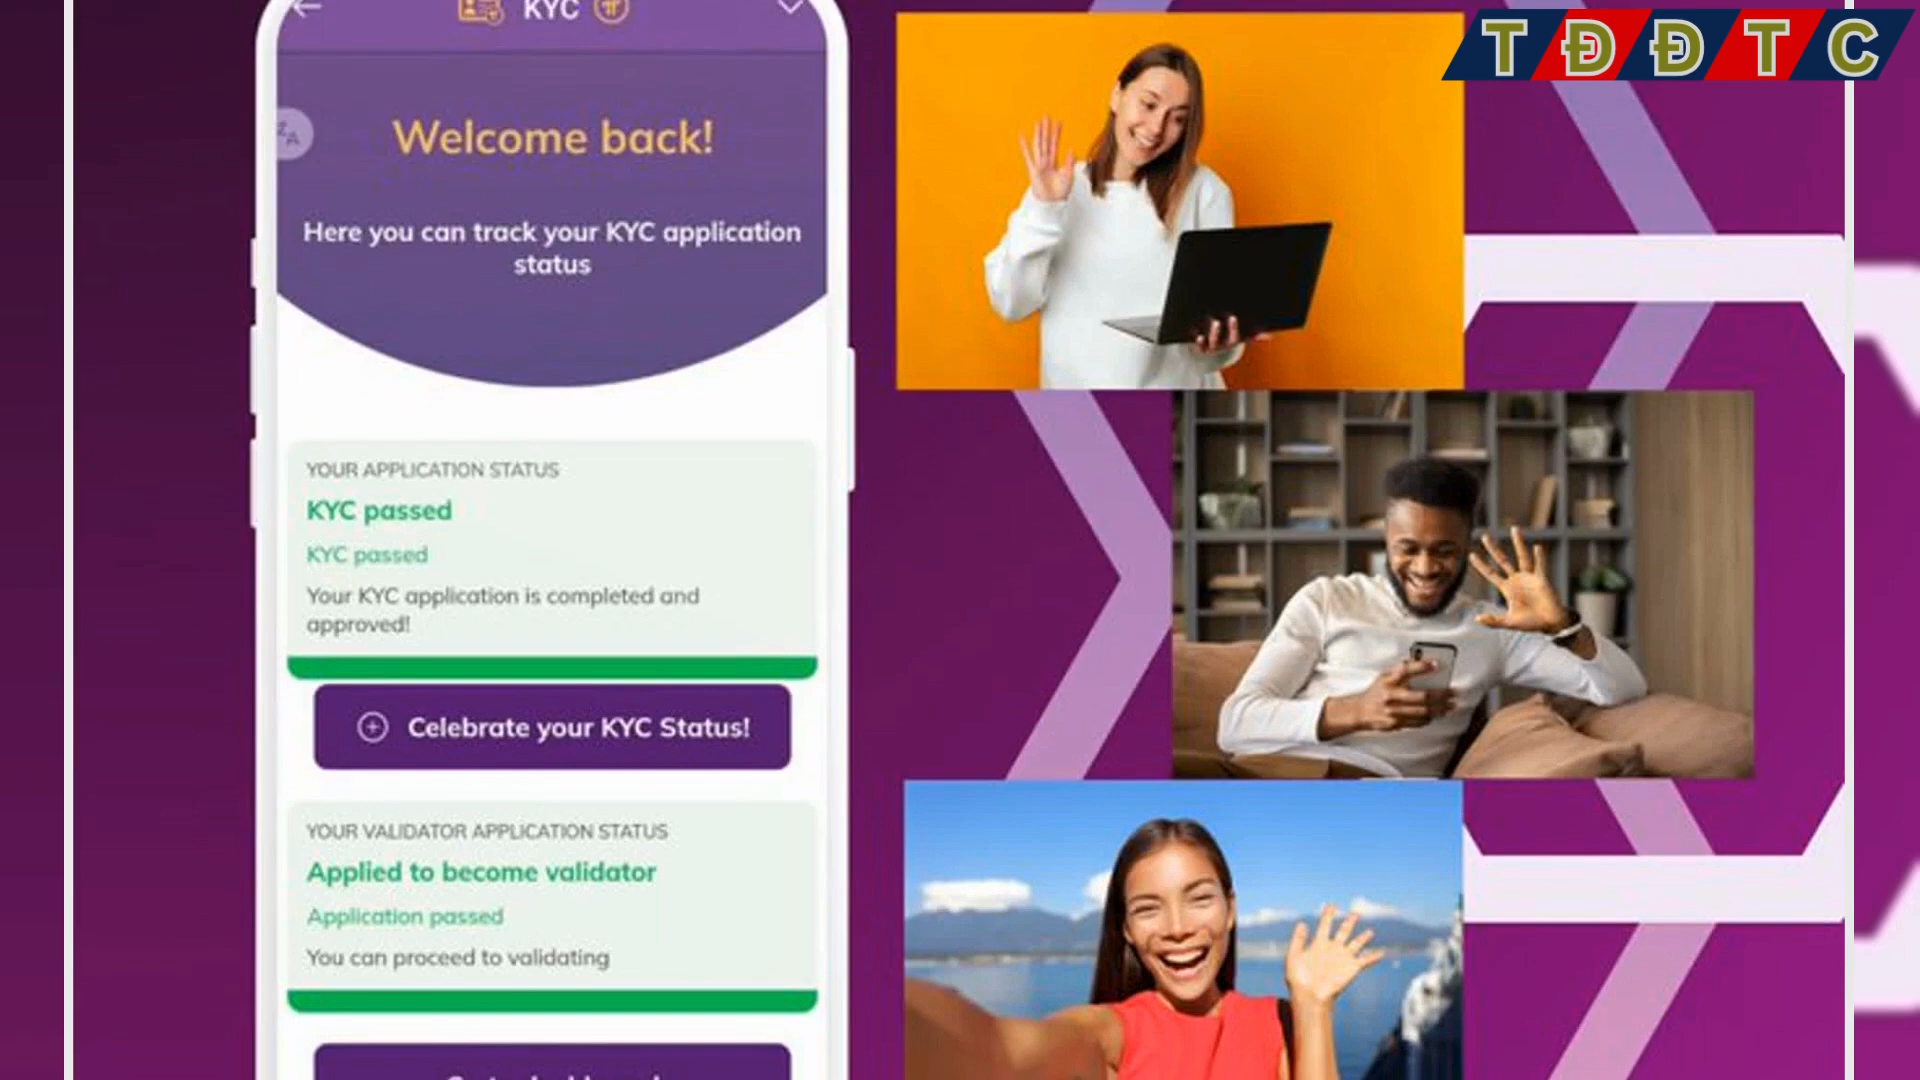 KYC
TĐĐTC
Welcome back!
Here you can track your KYC application
status
YOUR APPLICATION STATUS
KYC passed
KYC passed
Your KYC application is completed and
approved!
Celebrate your KYC Status!
YOUR VALIDATOR APPLICATION STATUS
Applied to become validator
Application passed
You can proceed to validating